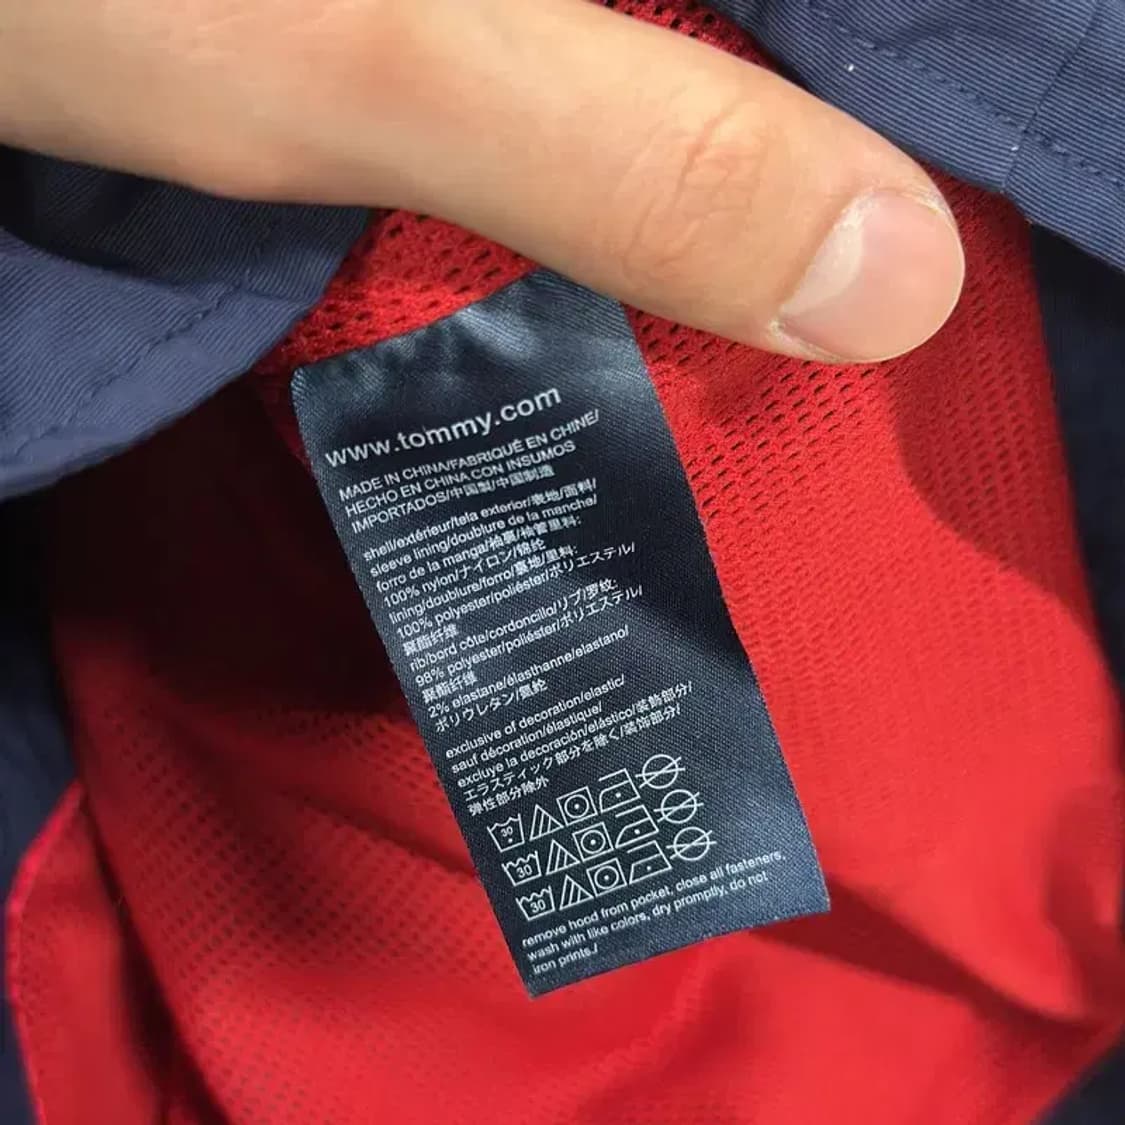 www.tommy.com
MADE IN CHINA/FABRIQUÉ EN CHINE/
HECHO EN CHINA CON INSUMOS
IMPORTADOS/中国製/中国制造
shell/extérieur/tela exterior/表地/面料/
sleeve lining/doublure de la manche/
forro de la manga/袖裏/袖管里料:
100% nylon/ナイロン/锦纶
lining/doublure/forro/裏地/里料:
100% polyester/poliéster/ポリエステル/
聚酯纤维
rib/bord côte/cordoncillo/リブ/罗纹:
98% polyester/poliéster/ポリエステル/
聚酯纤维
2% elastane/élasthanne/elastano/
ポリウレタン/氨纶
exclusive of decoration/elastic/
sauf décoration/élastique/
excluye la decoración/elástico/装飾部分/
エラスティック部分を除く/装饰部分/
弹性部分除外
30
30
30
remove hood from pocket, close all fasteners,
wash with like colors, dry promptly, do not
iron prints./